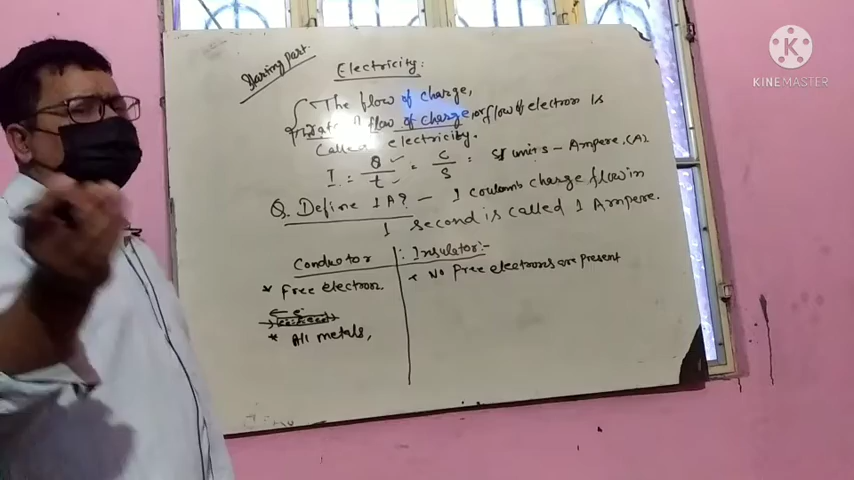 Starting Part.
Electricity:
The flow of charge,
Rate of flow of charge, or flow of electron is
called electricity.
I = Q/t = C/S = SI units - Ampere (A).
Q. Define 1 A? - 1 coulomb charge flow in
1 second is called 1 Ampere.
Conductor : Insulator:-
* Free electron. * No free electrons are present
← e-
* All metals,
K
KINEMASTER